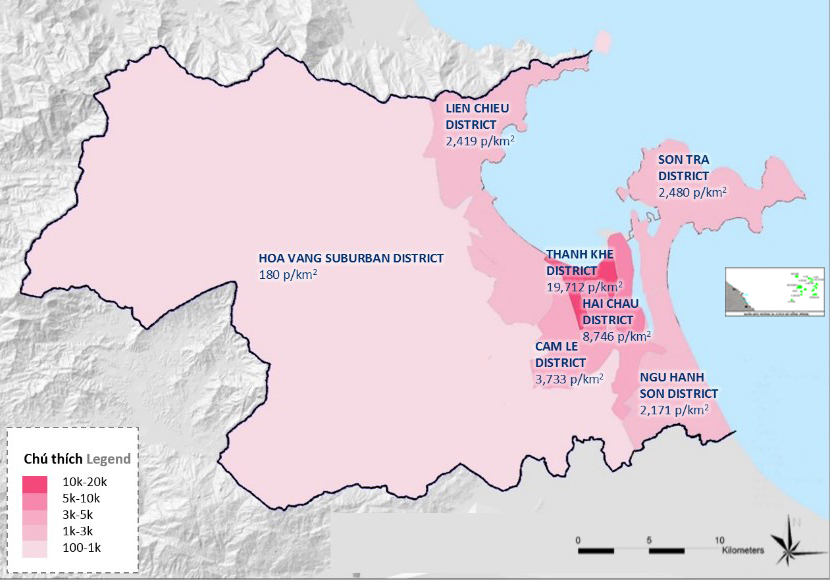 LIEN CHIEU
DISTRICT
2,419 p/km²
SON TRA
DISTRICT
2,480 p/km²
HOA VANG SUBURBAN DISTRICT
180 p/km²
THANH KHE
DISTRICT
19,712 p/km²
HAI CHAU
DISTRICT
8,746 p/km²
CAM LE
DISTRICT
3,733 p/km²
NGU HANH
SON DISTRICT
2,171 p/km²
Chú thích Legend
10k-20k
5k-10k
3k-5k
1k-3k
100-1k
0 5 10
Kilometers
N